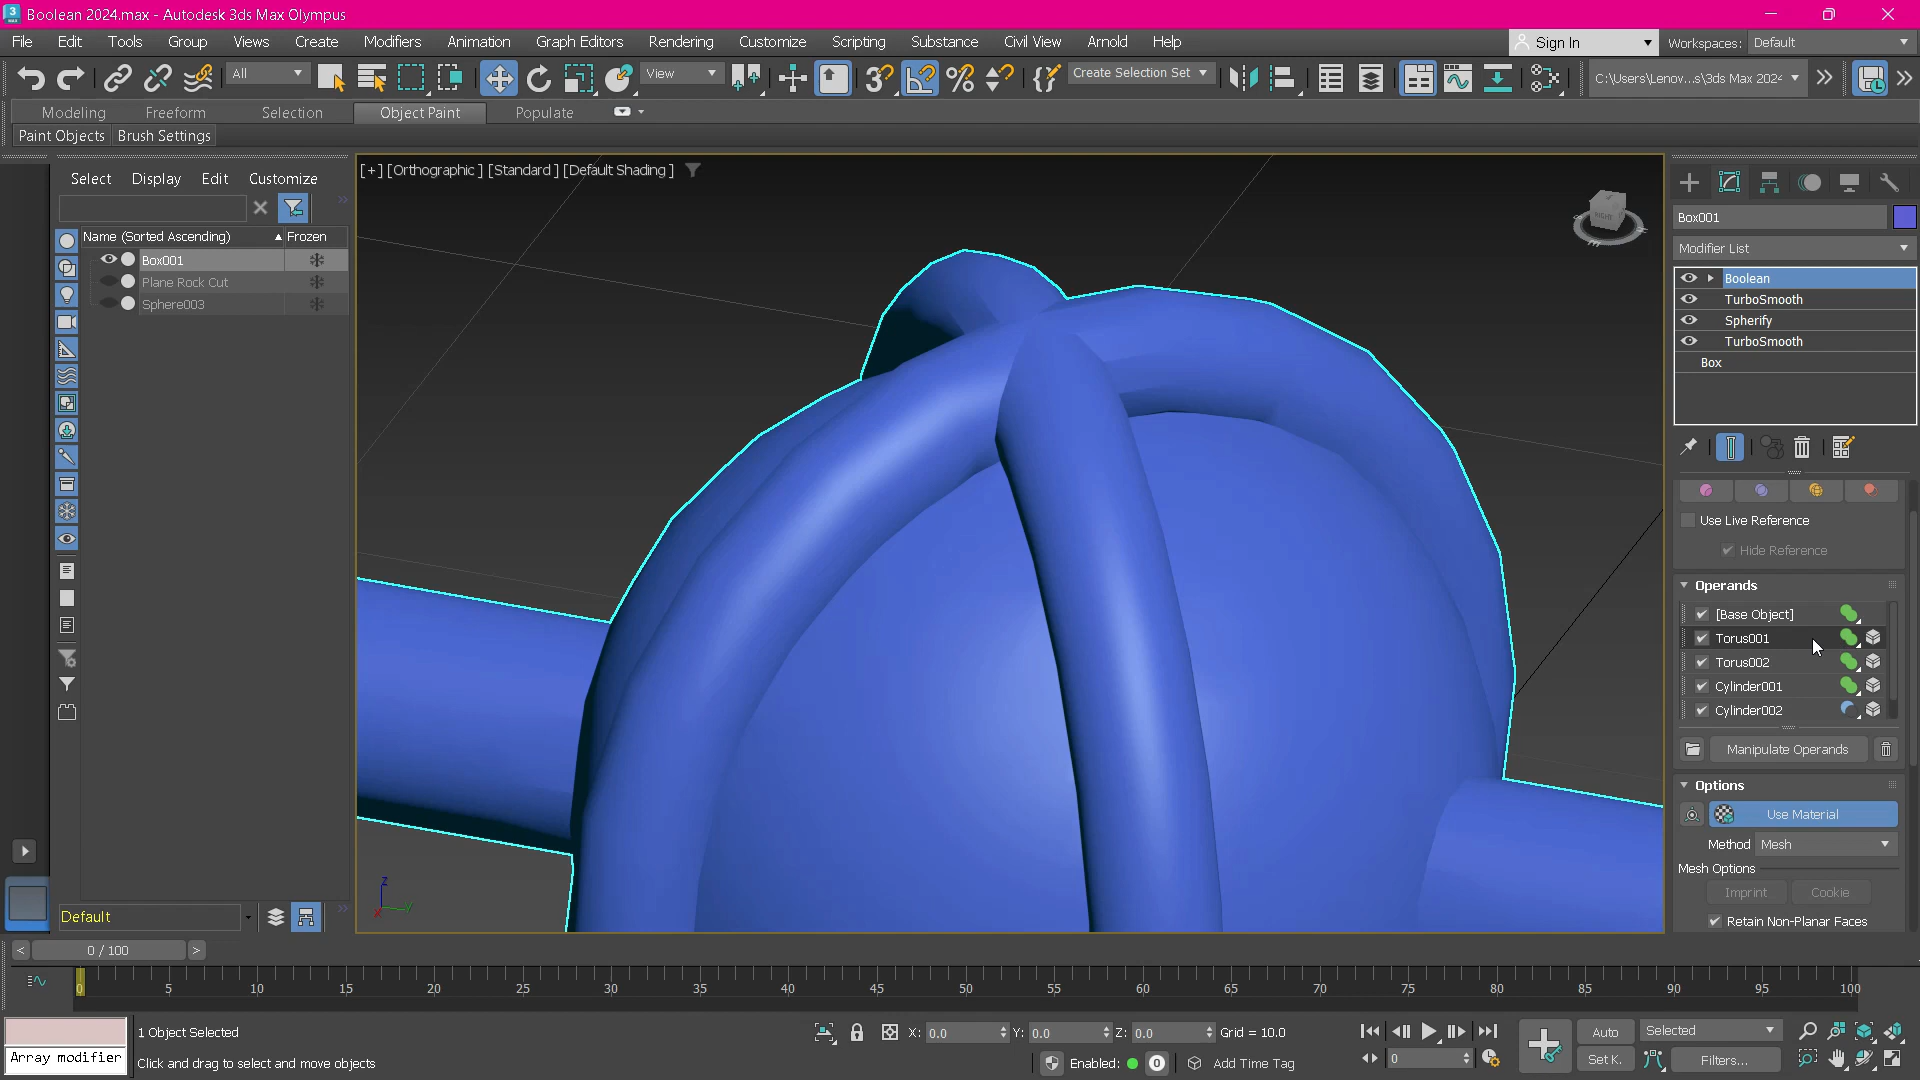 Boolean 2024.max - Autodesk 3ds Max Olympus
File Edit Tools Group Views Create Modifiers Animation Graph Editors Rendering Customize Scripting Substance Civil View Arnold Help
Sign In
Workspaces: Default
All
View
Create Selection Set
C:\Users\Lenov...s\3ds Max 2024
Modeling Freeform Selection Object Paint Populate
Paint Objects Brush Settings
Select Display Edit Customize
Name (Sorted Ascending) Frozen
Box001
Plane Rock Cut
Sphere003
[+] [Orthographic] [Standard] [Default Shading]
RIGHT
Box001
Modifier List
Boolean
TurboSmooth
Spherify
TurboSmooth
Box
Use Live Reference
Hide Reference
Operands
[Base Object]
Torus001
Torus002
Cylinder001
Cylinder002
Manipulate Operands
Options
Use Material
Method Mesh
Mesh Options
Imprint Cookie
Retain Non-Planar Faces
z
x
Default
< 0 / 100 >
0 5 10 15 20 25 30 35 40 45 50 55 60 65 70 75 80 85 90 95 100
Array modifier
1 Object Selected
Click and drag to select and move objects
X: 0.0 Y: 0.0 Z: 0.0 Grid = 10.0
Enabled: 0 Add Time Tag
0
Auto Selected
Set K. Filters...